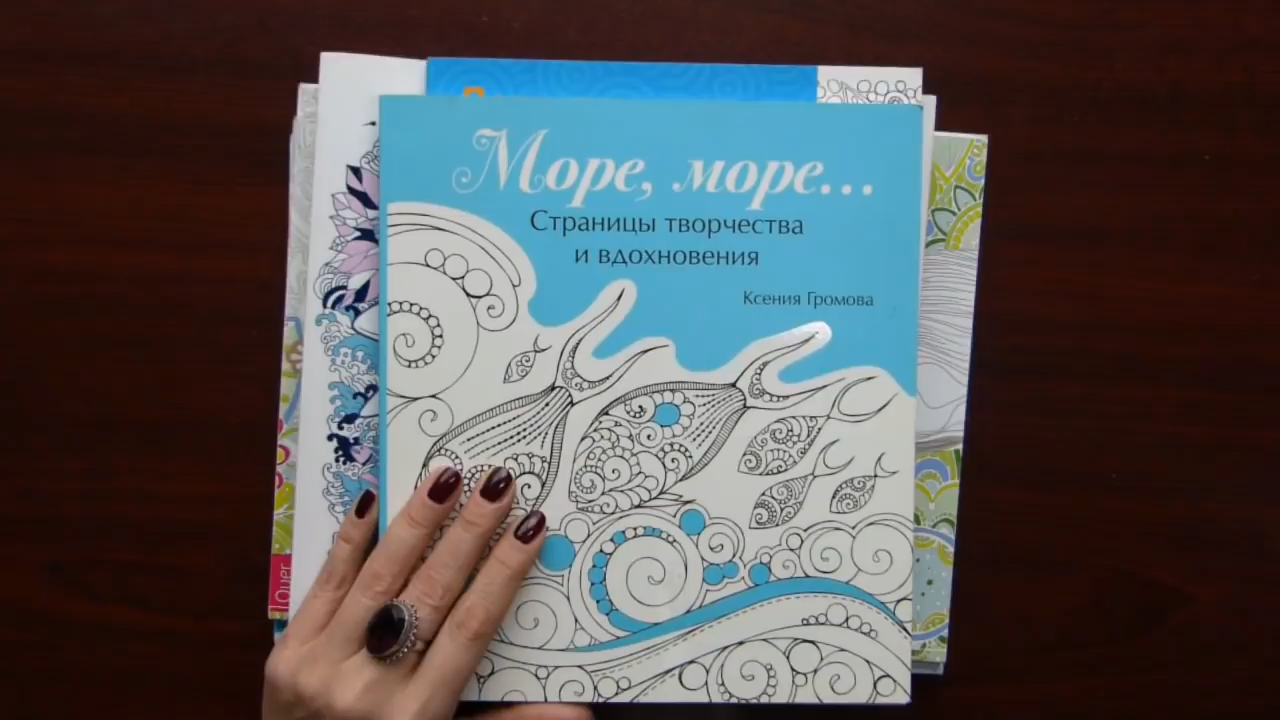 Море, море...
Страницы творчества
и вдохновения
Ксения Громова